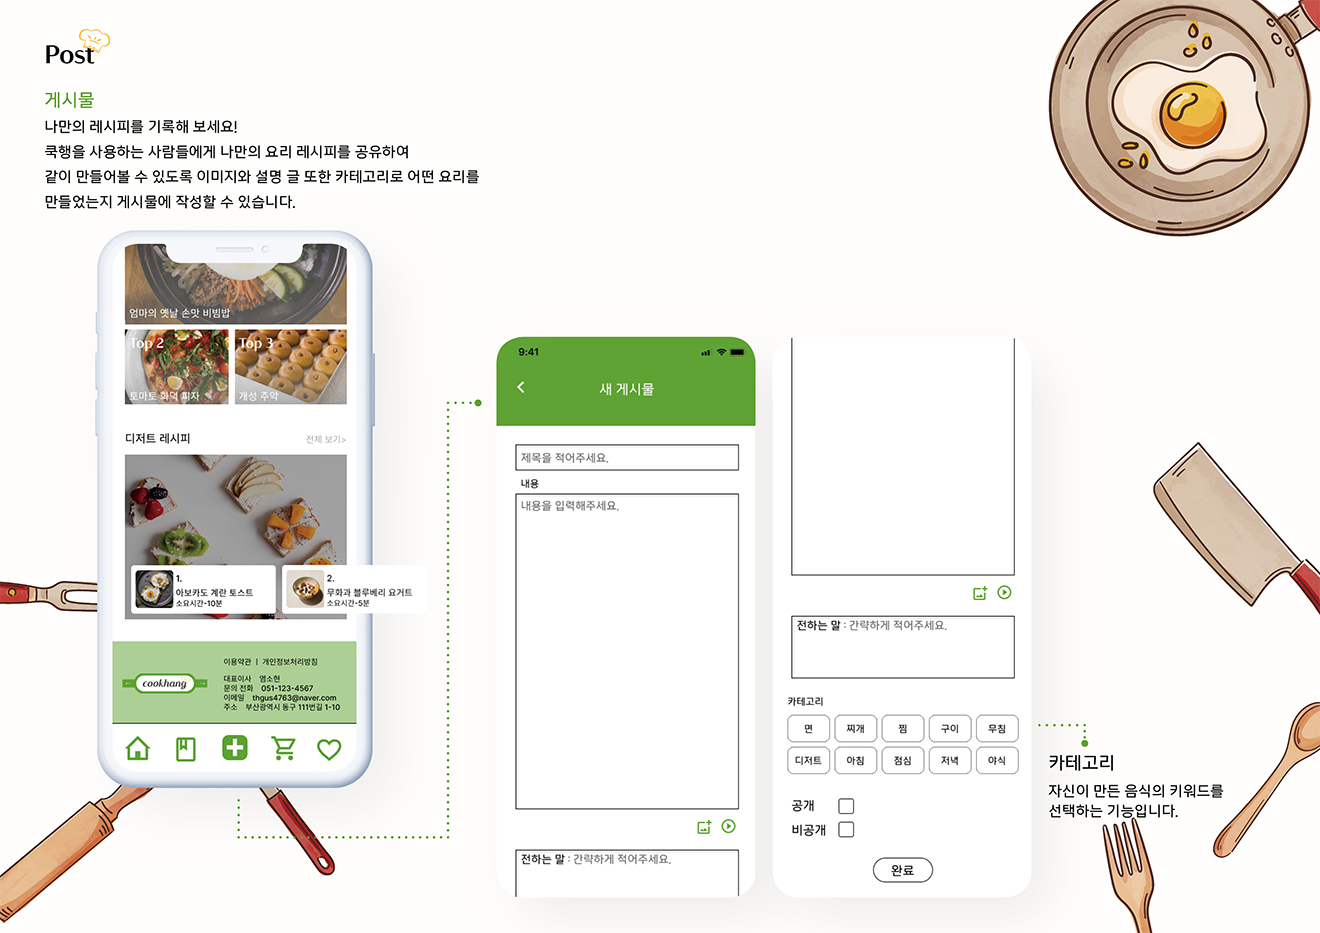 Post
게시물
나만의 레시피를 기록해 보세요!
쿡행을 사용하는 사람들에게 나만의 요리 레시피를 공유하여
같이 만들어볼 수 있도록 이미지와 설명 글 또한 카테고리로 어떤 요리를
만들었는지 게시물에 작성할 수 있습니다.
엄마의 옛날 손맛 비빔밥
Top 2
Top 3
토마토 화덕 피자
개성 주악
디저트 레시피
전체 보기>
1.
아보카도 계란 토스트
소요시간-10분
2.
무화과 블루베리 요거트
소요시간-5분
이용약관 | 개인정보처리방침
cookhang
대표이사 염소현
문의 전화 051-123-4567
이메일 thgus4763@naver.com
주소 부산광역시 동구 111번길 1-10
9:41
새 게시물
제목을 적어주세요.
내용
내용을 입력해주세요.
전하는 말 : 간략하게 적어주세요.
전하는 말 : 간략하게 적어주세요.
카테고리
면 찌개 찜 구이 무침
디저트 아침 점심 저녁 야식
공개
비공개
완료
카테고리
자신이 만든 음식의 키워드를
선택하는 기능입니다.